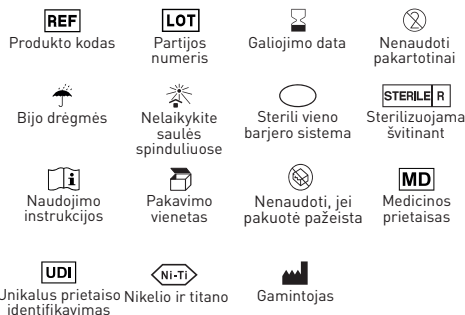 REF
LOT
Produkto kodas
Partijos
numeris
Galiojimo data
Nenaudoti
pakartotinai
2
STERILE R
Bijo drėgmės
Nelaikykite
saulės
spinduliuose
Sterili vieno
barjero sistema
Sterilizuojama
švitinant
i
MD
Naudojimo
instrukcijos
Pakavimo
vienetas
Nenaudoti, jei
pakuotė pažeista
Medicinos
prietaisas
UDI
Ni-Ti
Unikalus prietaiso
identifikavimas
Nikelio ir titano
Gamintojas